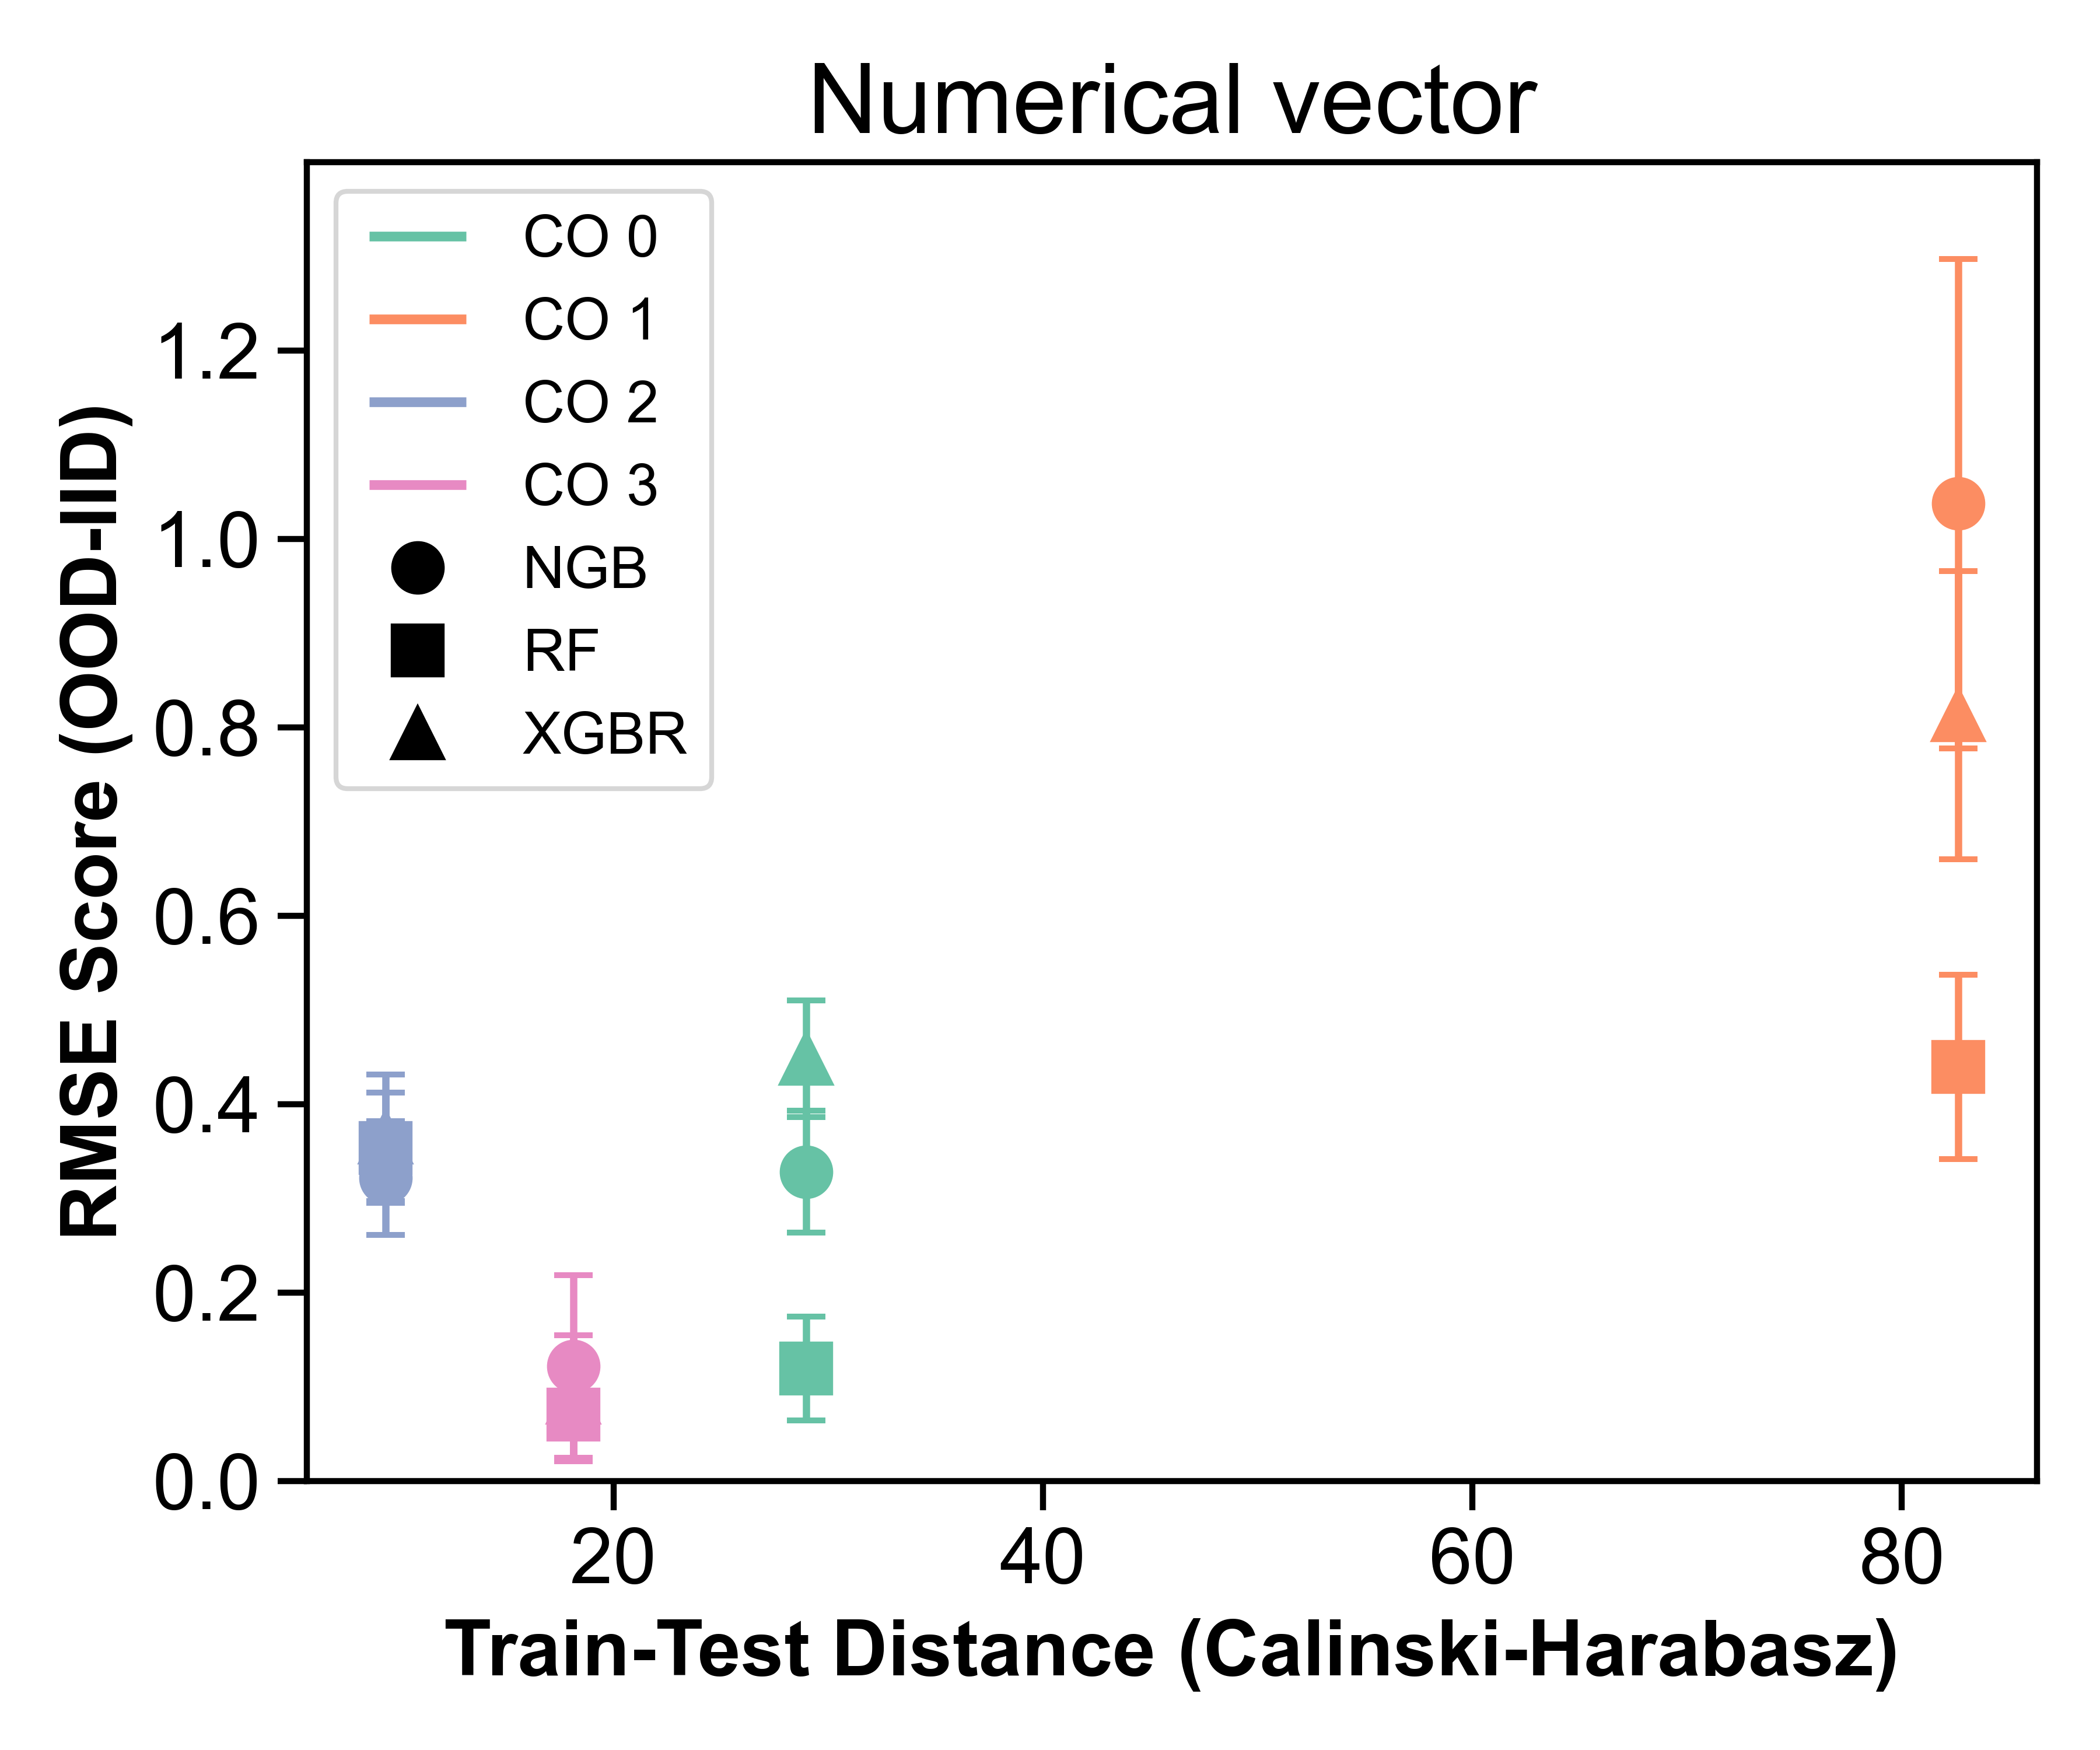 Numerical vector
CO 0
CO 1
CO 2
CO 3
NGB
RF
XGBR
RMSE Score (OOD-IID)
1.2
1.0
0.8
0.6
0.4
0.2
0.0
20 40 60 80
Train-Test Distance (Calinski-Harabasz)